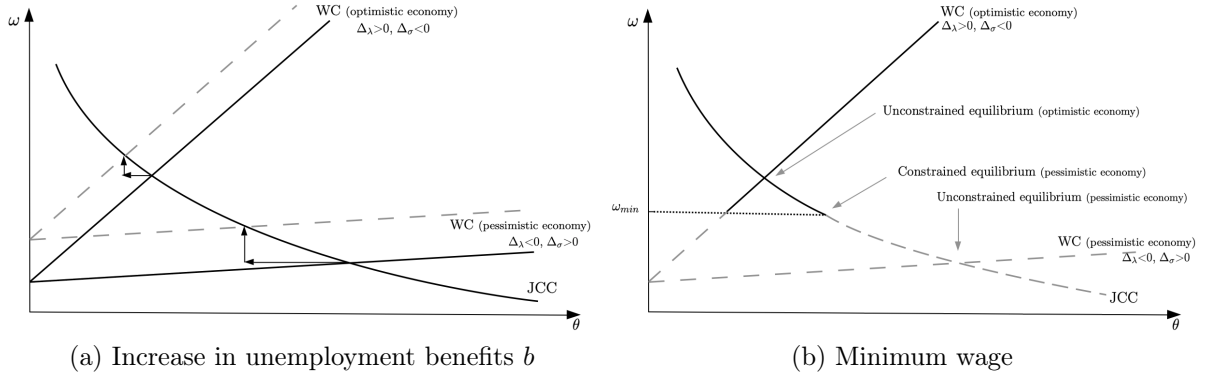 ω
WC (optimistic economy)
Δλ>0, Δσ<0
WC (pessimistic economy)
Δλ<0, Δσ>0
JCC
θ
(a) Increase in unemployment benefits b
ω
WC (optimistic economy)
Δλ>0, Δσ<0
Unconstrained equilibrium (optimistic economy)
Constrained equilibrium (pessimistic economy)
Unconstrained equilibrium (pessimistic economy)
ωmin
WC (pessimistic economy)
Δλ<0, Δσ>0
JCC
θ
(b) Minimum wage